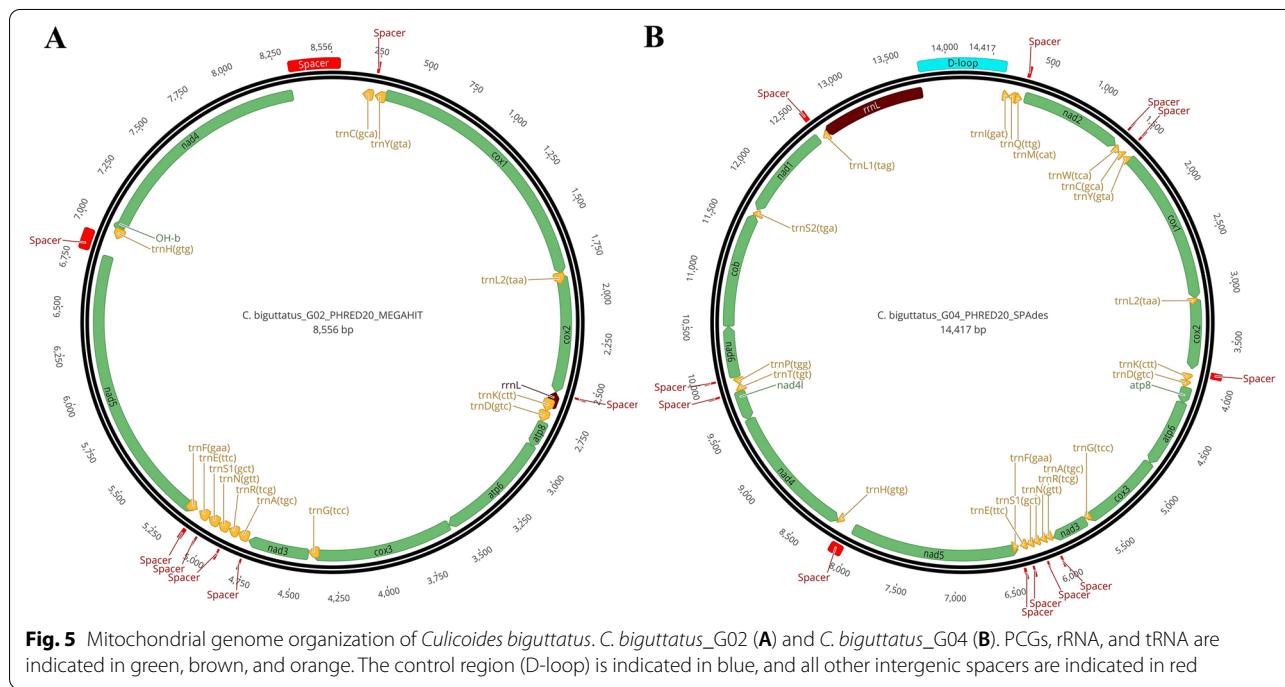 A
Spacer
8,556
Spacer
250
500
750
1,000
1,250
1,500
1,750
2,000
2,250
2,500
2,750
3,000
3,250
3,500
3,750
4,000
4,250
4,500
4,750
5,000
5,250
5,500
5,750
6,000
6,250
6,500
6,750
7,000
7,250
7,500
7,750
8,000
8,250
trnC(gca)
trnY(gta)
cox1
trnL2(taa)
cox2
rrnL
trnK(ctt)
trnD(gtc)
Spacer
atp8
atp6
cox3
trnG(tcc)
nad3
trnA(tgc)
trnR(tcg)
trnN(gtt)
trnS1(gct)
trnE(ttc)
trnF(gaa)
Spacer
Spacer
Spacer
Spacer
nad5
Spacer
trnH(gtg)
OH-b
nad4
C. biguttatus_G02_PHRED20_MEGAHIT
8,556 bp
B
D-loop
14,000
14,417
Spacer
500
1,000
1,500
2,000
2,500
3,000
3,500
4,000
4,500
5,000
5,500
6,000
6,500
7,000
7,500
8,000
8,500
9,000
9,500
10,000
10,500
11,000
11,500
12,000
12,500
13,000
13,500
trnI(gat)
trnQ(ttg)
trnM(cat)
nad2
Spacer
Spacer
trnW(tca)
trnC(gca)
trnY(gta)
cox1
trnL2(taa)
cox2
trnK(ctt)
trnD(gtc)
Spacer
atp8
atp6
cox3
trnG(tcc)
nad3
trnA(tgc)
trnR(tcg)
trnN(gtt)
trnS1(gct)
trnE(ttc)
trnF(gaa)
Spacer
Spacer
Spacer
Spacer
nad5
Spacer
trnH(gtg)
nad4
nad4l
Spacer
Spacer
trnT(tgt)
trnP(tgg)
nad6
cob
trnS2(tga)
nad1
trnL1(tag)
Spacer
rrnL
C. biguttatus_G04_PHRED20_SPAdes
14,417 bp
Fig. 5 Mitochondrial genome organization of Culicoides biguttatus. C. biguttatus_G02 (A) and C. biguttatus_G04 (B). PCGs, rRNA, and tRNA are
indicated in green, brown, and orange. The control region (D-loop) is indicated in blue, and all other intergenic spacers are indicated in red